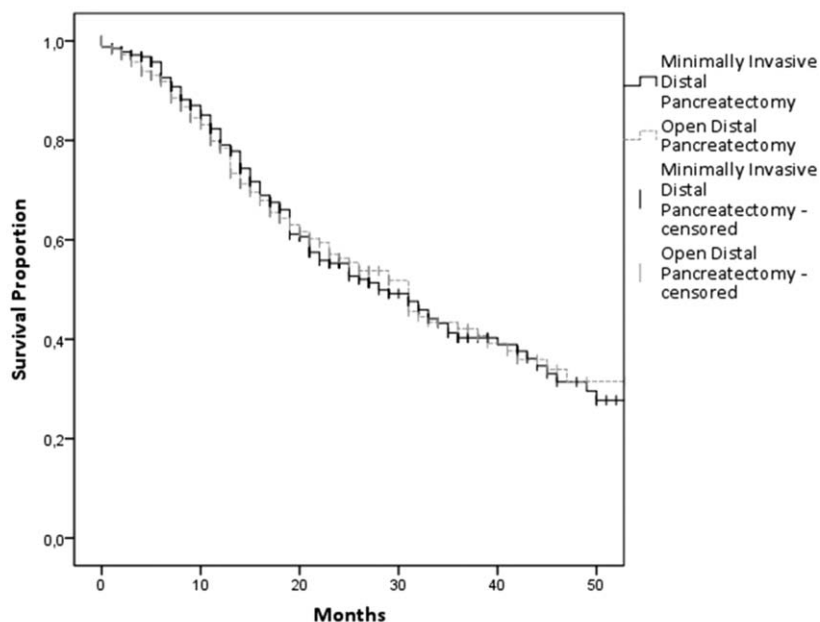 1,0
0,8
0,6
0,4
0,2
0,0
Survival Proportion
0
10
20
30
40
50
Months
Minimally Invasive
Distal
Pancreatectomy
Open Distal
Pancreatectomy
Minimally Invasive
Distal
Pancreatectomy -
censored
Open Distal
Pancreatectomy -
censored